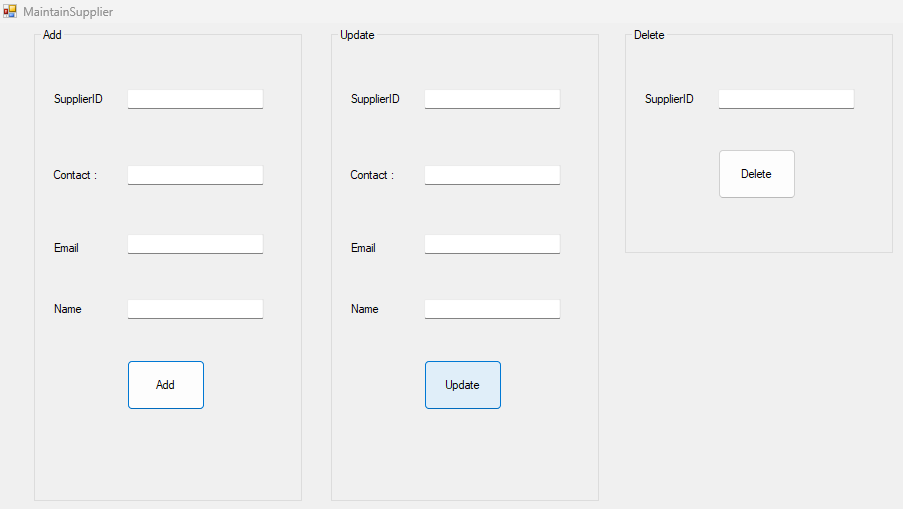 MaintainSupplier
Add
SupplierID
Contact :
Email
Name
Add
Update
SupplierID
Contact :
Email
Name
Update
Delete
SupplierID
Delete